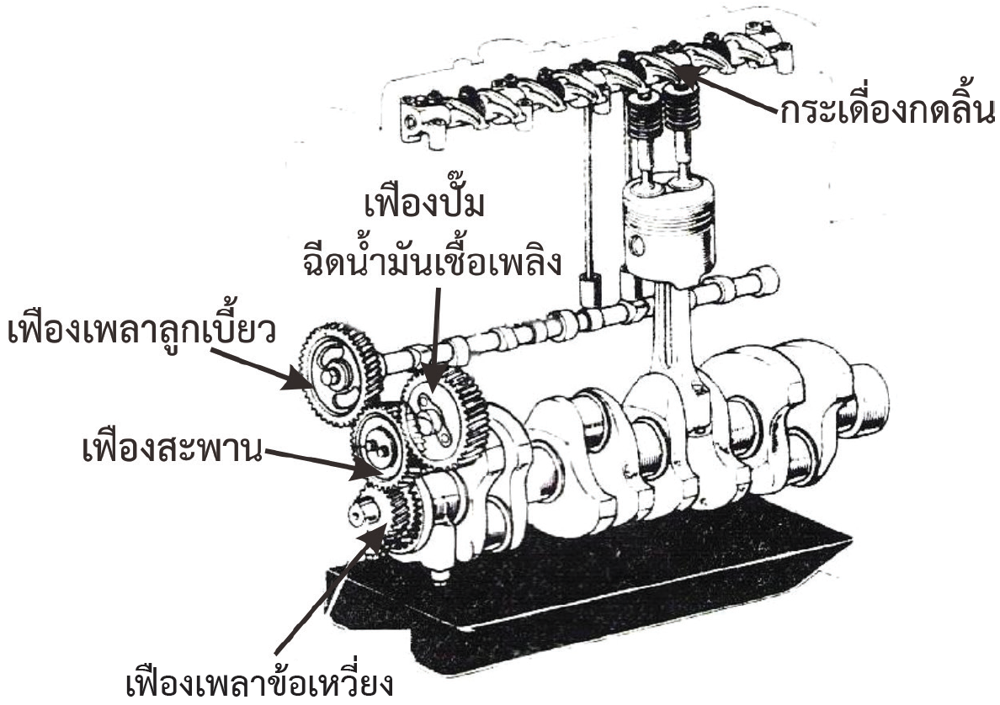 กระเดื่องกดลิ้น
เฟืองปั๊ม
ฉีดน้ำมันเชื้อเพลิง
เฟืองเพลาลูกเบี้ยว
เฟืองสะพาน
เฟืองเพลาข้อเหวี่ยง